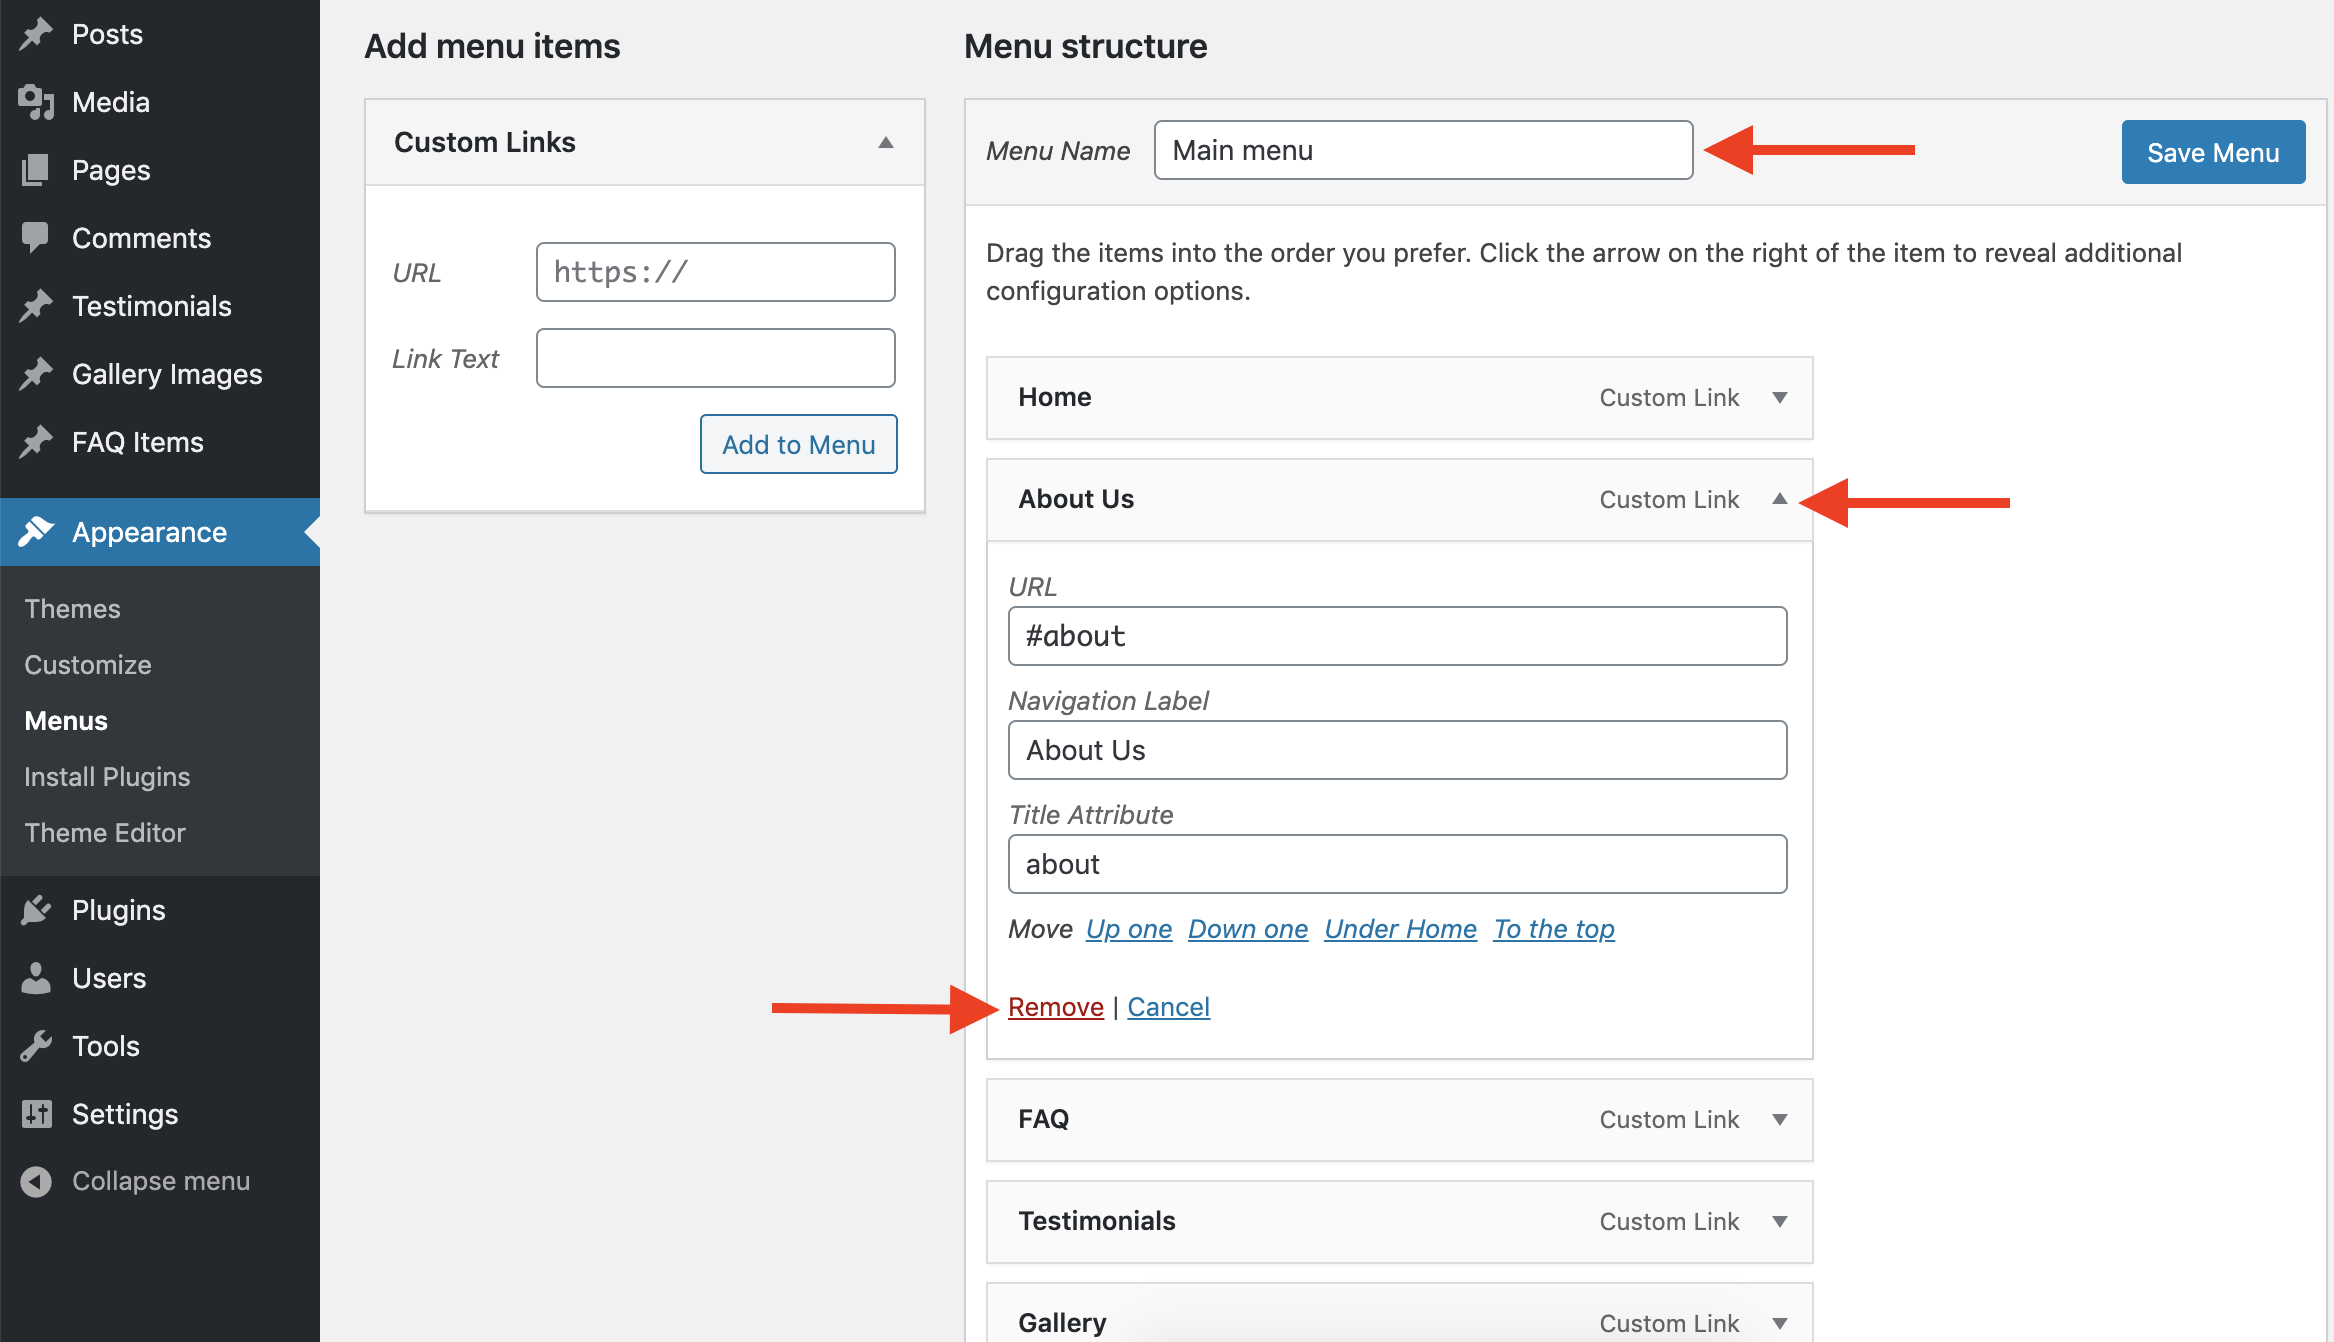 Posts
Media
Pages
Comments
Testimonials
Gallery Images
FAQ Items
Appearance
Themes
Customize
Menus
Install Plugins
Theme Editor
Plugins
Users
Tools
Settings
Collapse menu
Add menu items
Custom Links
URL https://
Link Text
Add to Menu
Menu structure
Menu Name Main menu Save Menu
Drag the items into the order you prefer. Click the arrow on the right of the item to reveal additional
configuration options.
Home Custom Link
About Us Custom Link
URL
#about
Navigation Label
About Us
Title Attribute
about
Move Up one Down one Under Home To the top
Remove | Cancel
FAQ Custom Link
Testimonials Custom Link
Gallery Custom Link